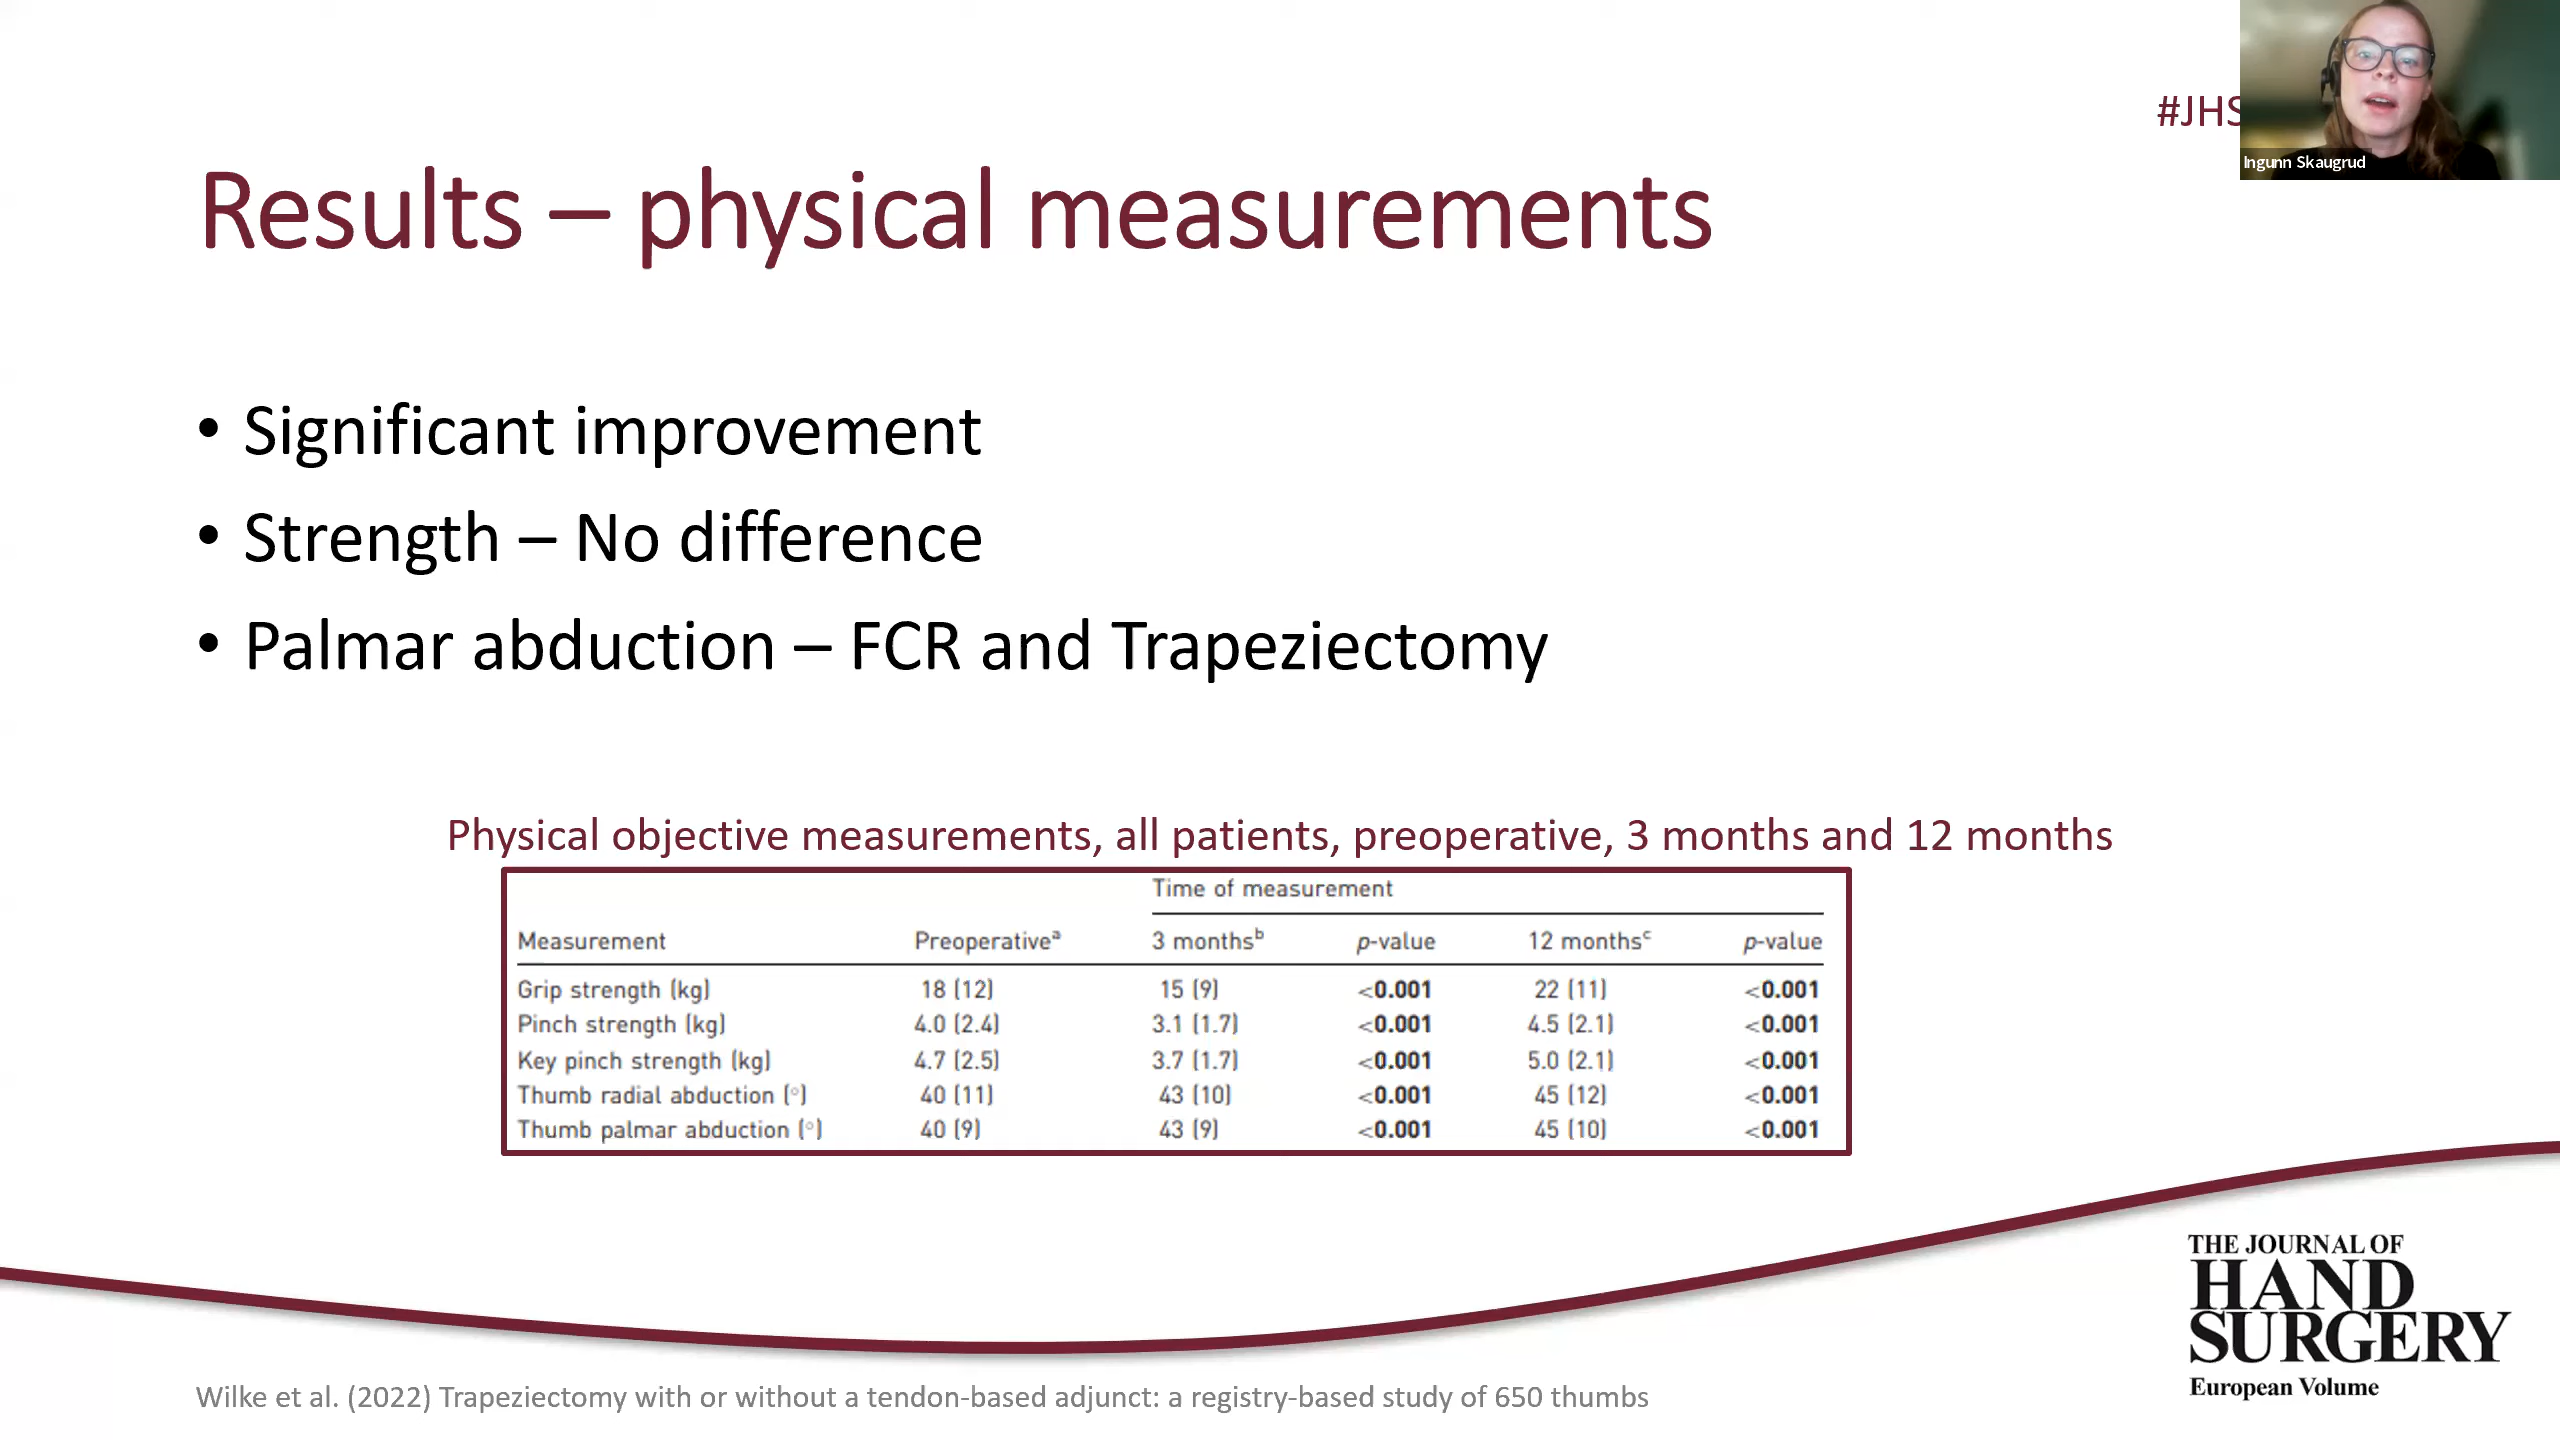 #JHS
Ingunn Skaugrud
Results – physical measurements
• Significant improvement
• Strength – No difference
• Palmar abduction – FCR and Trapeziectomy
Physical objective measurements, all patients, preoperative, 3 months and 12 months
Time of measurement
Measurement Preoperativeᵃ 3 monthsᵇ p-value 12 monthsᶜ p-value
Grip strength (kg) 18 (12) 15 (9) <0.001 22 (11) <0.001
Pinch strength (kg) 4.0 (2.4) 3.1 (1.7) <0.001 4.5 (2.1) <0.001
Key pinch strength (kg) 4.7 (2.5) 3.7 (1.7) <0.001 5.0 (2.1) <0.001
Thumb radial abduction (°) 40 (11) 43 (10) <0.001 45 (12) <0.001
Thumb palmar abduction (°) 40 (9) 43 (9) <0.001 45 (10) <0.001
THE JOURNAL OF
HAND
SURGERY
European Volume
Wilke et al. (2022) Trapeziectomy with or without a tendon-based adjunct: a registry-based study of 650 thumbs